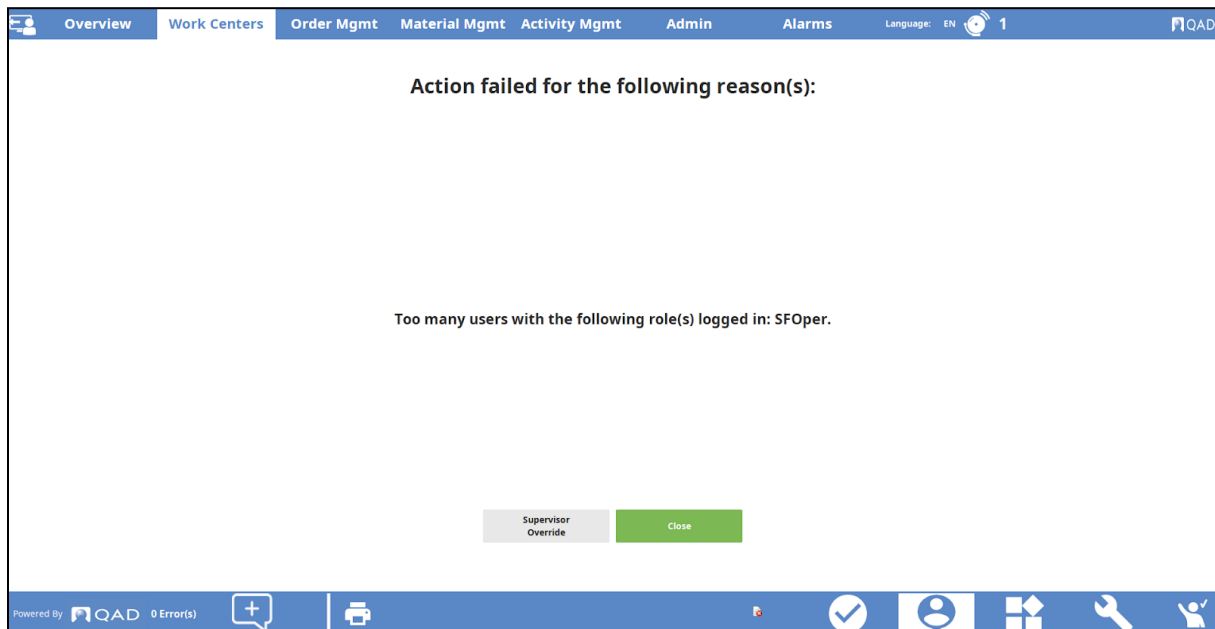 Overview Work Centers Order Mgmt Material Mgmt Activity Mgmt Admin Alarms Language: EN 1 QAD
Action failed for the following reason(s):
Too many users with the following role(s) logged in: SFOper.
Supervisor
Override
Close
Powered By QAD 0 Error(s)